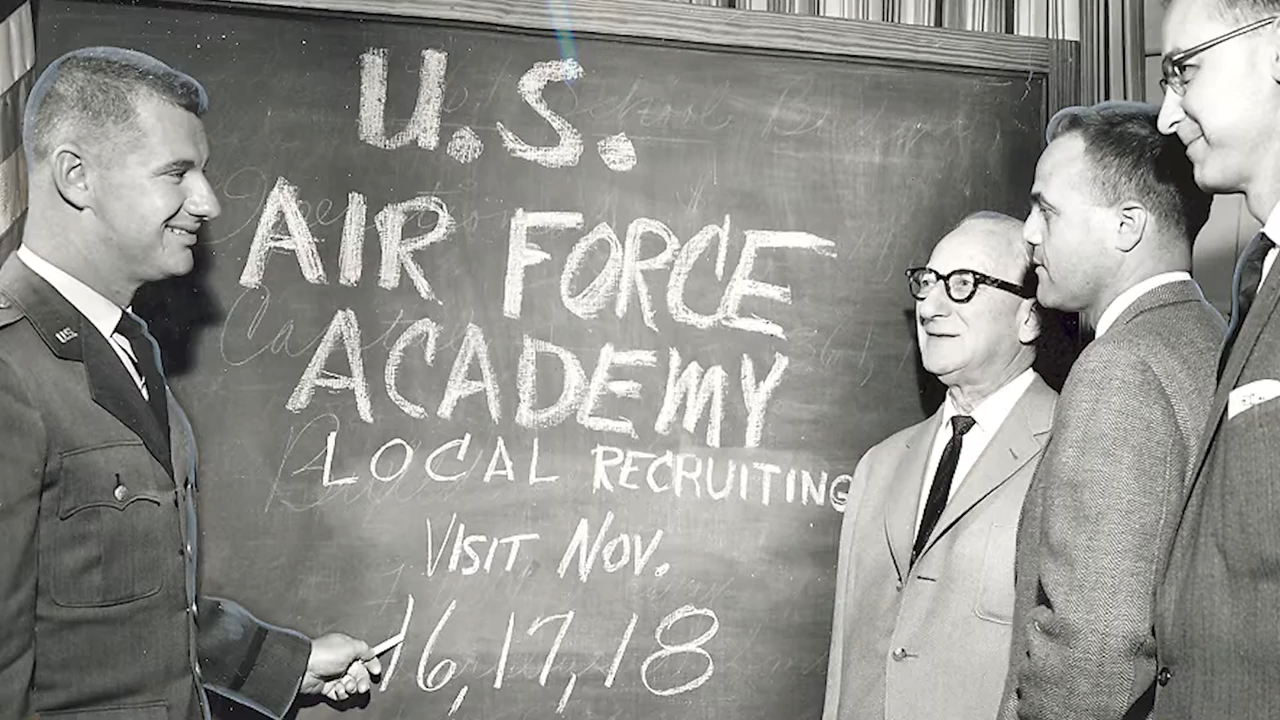 U.S.
AIR FORCE
ACADEMY
LOCAL RECRUITING
VISIT NOV.
16, 17, 18
U.S.